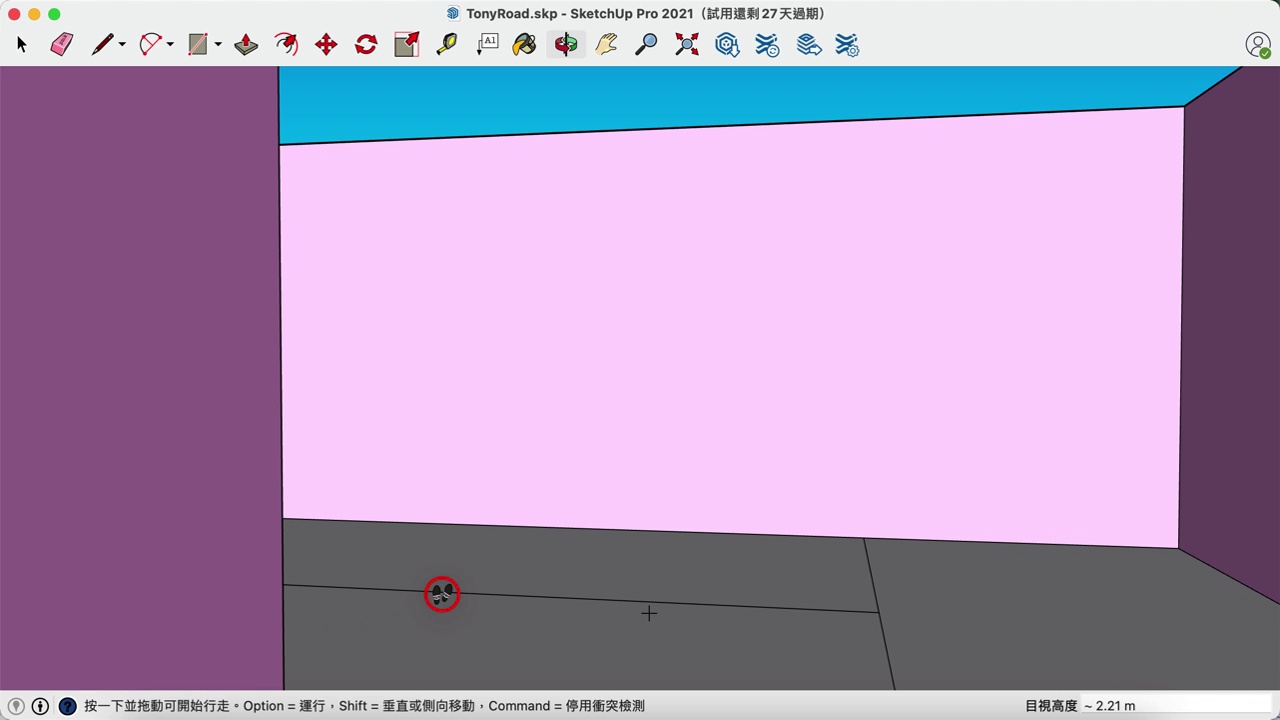 TonyRoad.skp - SketchUp Pro 2021（試用還剩 27 天過期）
A1
按一下並拖動可開始行走。Option = 運行，Shift = 垂直或側向移動，Command = 停用衝突檢測
目視高度 ~ 2.21 m